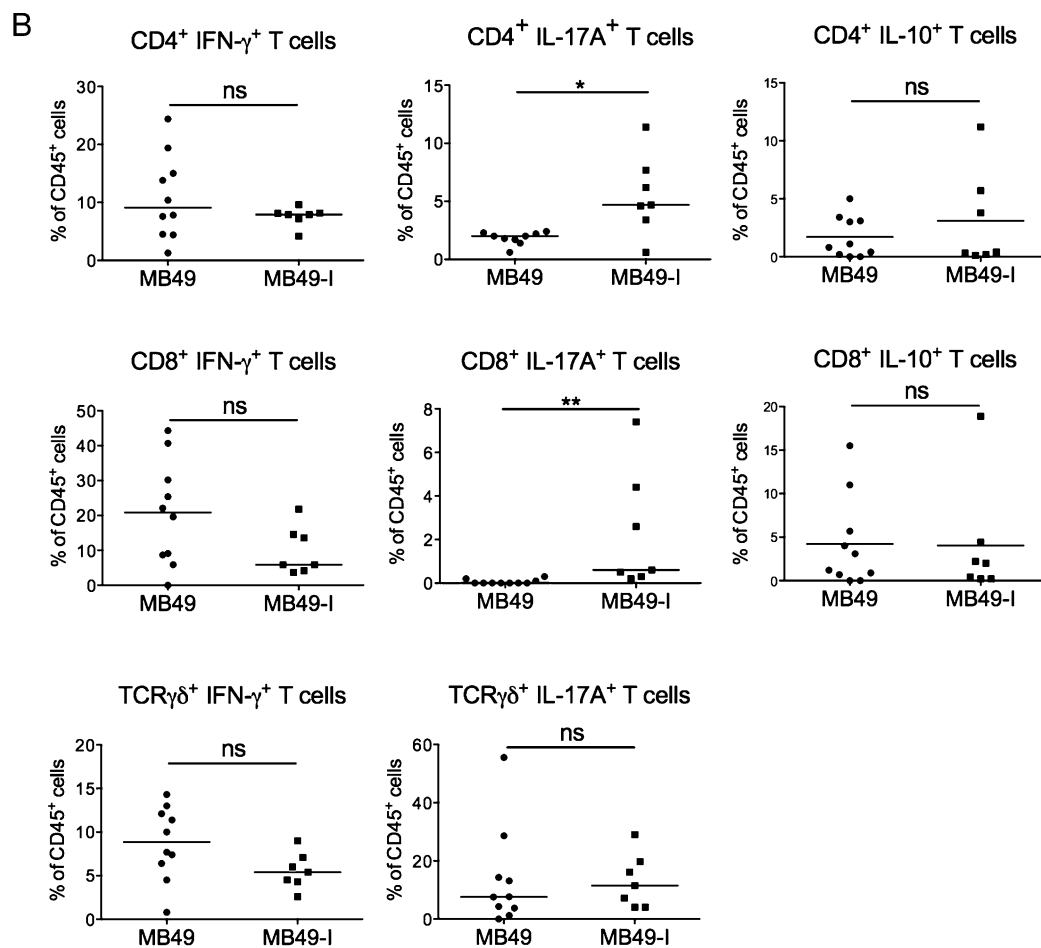 B
CD4⁺ IFN-γ⁺ T cells
% of CD45⁺ cells
30
20
10
0
ns
MB49 MB49-I
CD4⁺ IL-17A⁺ T cells
% of CD45⁺ cells
15
10
5
0
*
MB49 MB49-I
CD4⁺ IL-10⁺ T cells
% of CD45⁺ cells
15
10
5
0
ns
MB49 MB49-I
CD8⁺ IFN-γ⁺ T cells
% of CD45⁺ cells
50
40
30
20
10
0
ns
MB49 MB49-I
CD8⁺ IL-17A⁺ T cells
% of CD45⁺ cells
8
6
4
2
0
**
MB49 MB49-I
CD8⁺ IL-10⁺ T cells
% of CD45⁺ cells
20
15
10
5
0
ns
MB49 MB49-I
TCRγδ⁺ IFN-γ⁺ T cells
% of CD45⁺ cells
20
15
10
5
0
ns
MB49 MB49-I
TCRγδ⁺ IL-17A⁺ T cells
% of CD45⁺ cells
60
40
20
0
ns
MB49 MB49-I